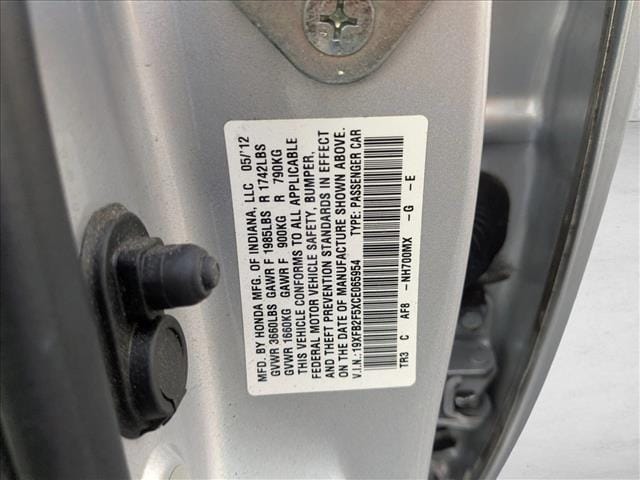 MFD. BY HONDA MFG. OF INDIANA, LLC 05/'12
GVWR 3660LBS GAWR F 1985LBS R 1742LBS
GVWR 1660KG GAWR F 900KG R 790KG
THIS VEHICLE CONFORMS TO ALL APPLICABLE
FEDERAL MOTOR VEHICLE SAFETY, BUMPER,
AND THEFT PREVENTION STANDARDS IN EFFECT
ON THE DATE OF MANUFACTURE SHOWN ABOVE.
V.I.N.:19XFB2F5XCE065954 TYPE: PASSENGER CAR
TR3 C AF8 -NH700MX -G -E